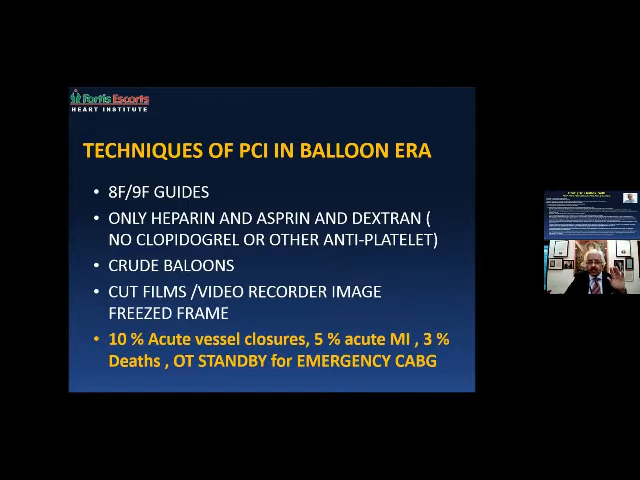 Fortis Escorts
HEART INSTITUTE
TECHNIQUES OF PCI IN BALLOON ERA
• 8F/9F GUIDES
• ONLY HEPARIN AND ASPRIN AND DEXTRAN (
NO CLOPIDOGREL OR OTHER ANTI-PLATELET)
• CRUDE BALOONS
• CUT FILMS /VIDEO RECORDER IMAGE
FREEZED FRAME
• 10 % Acute vessel closures, 5 % acute MI , 3 %
Deaths , OT STANDBY for EMERGENCY CABG